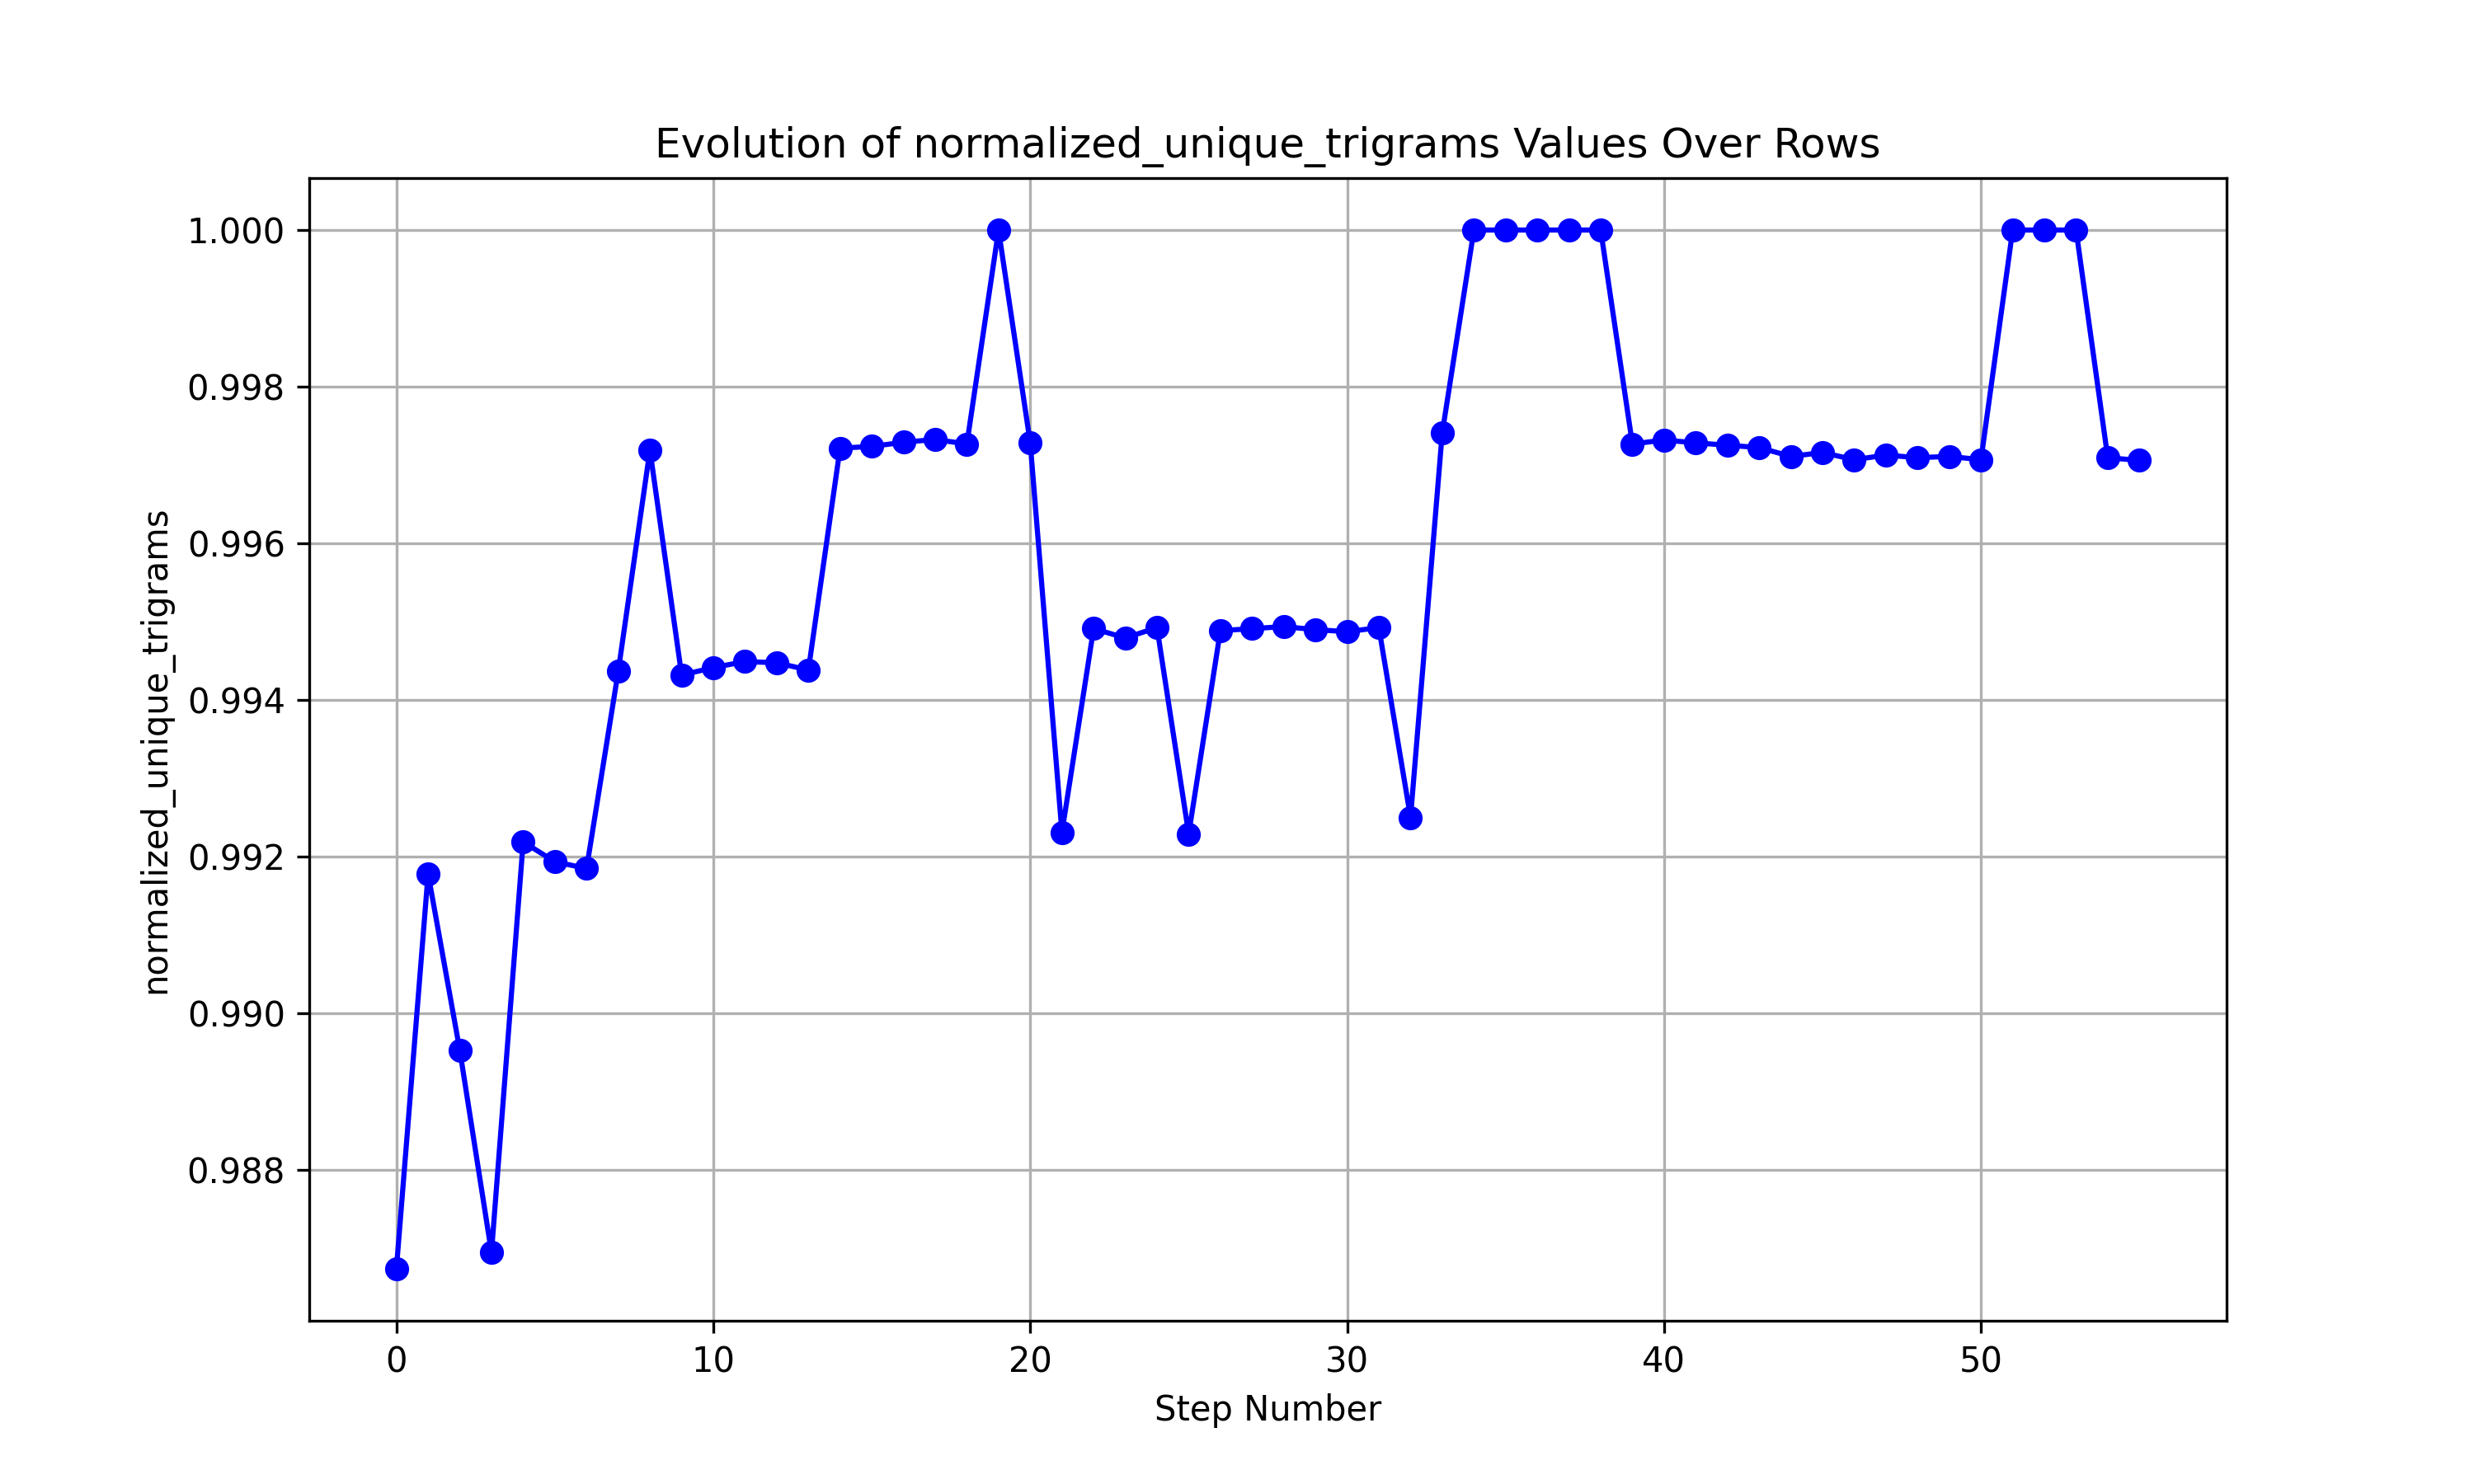 Evolution of normalized_unique_trigrams Values Over Rows
normalized_unique_trigrams
1.000
0.998
0.996
0.994
0.992
0.990
0.988
0 10 20 30 40 50
Step Number